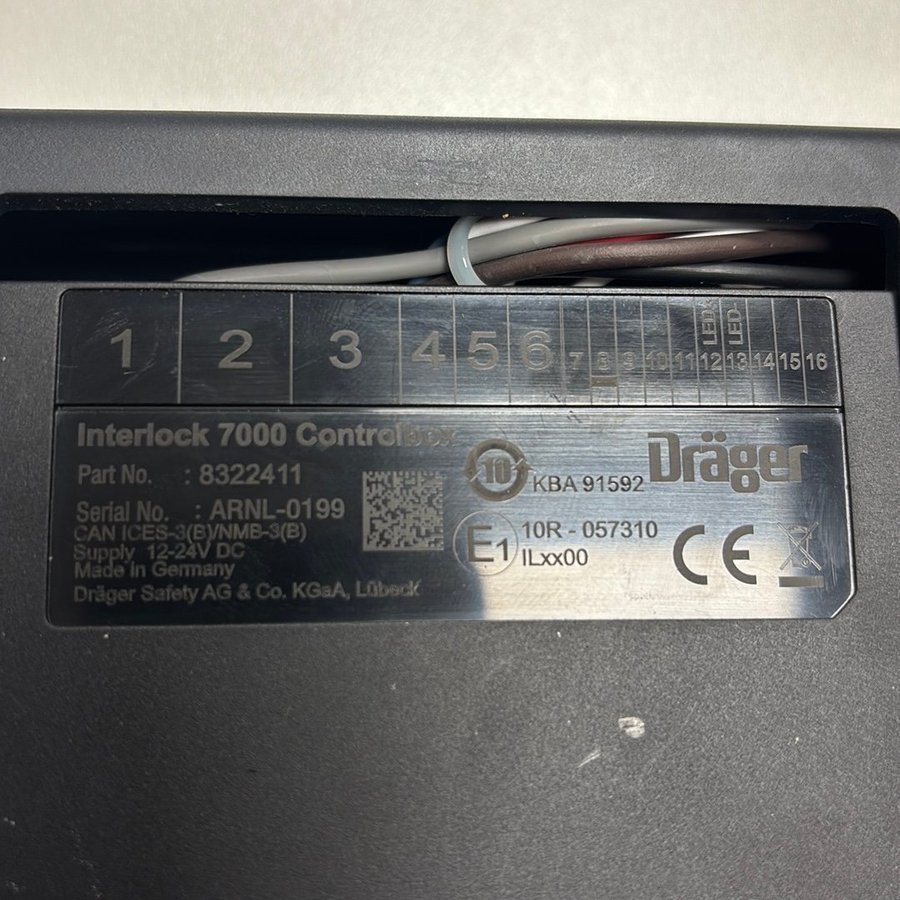 1 2 3 4 5 6 7 8 9 10 11 12 13 14 15 16
LED LED
Interlock 7000 Controlbox
Part No. : 8322411
Serial No. : ARNL-0199
CAN ICES-3(B)/NMB-3(B)
Supply 12-24V DC
Made in Germany
Dräger Safety AG & Co. KGaA, Lübeck
10
KBA 91592
Dräger
E1
10R - 057310
ILxx00
CE